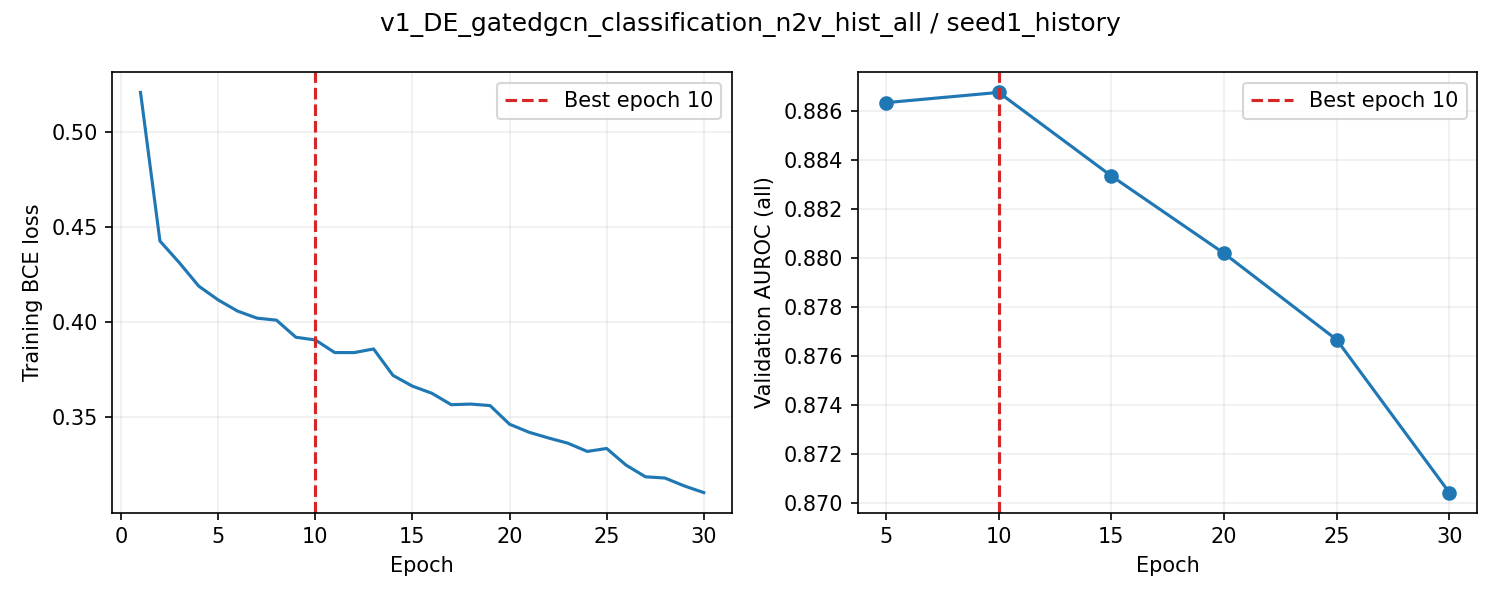 v1_DE_gatedgcn_classification_n2v_hist_all / seed1_history
Training BCE loss
0.50
0.45
0.40
0.35
Best epoch 10
0 5 10 15 20 25 30
Epoch
Validation AUROC (all)
0.886
0.884
0.882
0.880
0.878
0.876
0.874
0.872
0.870
Best epoch 10
5 10 15 20 25 30
Epoch